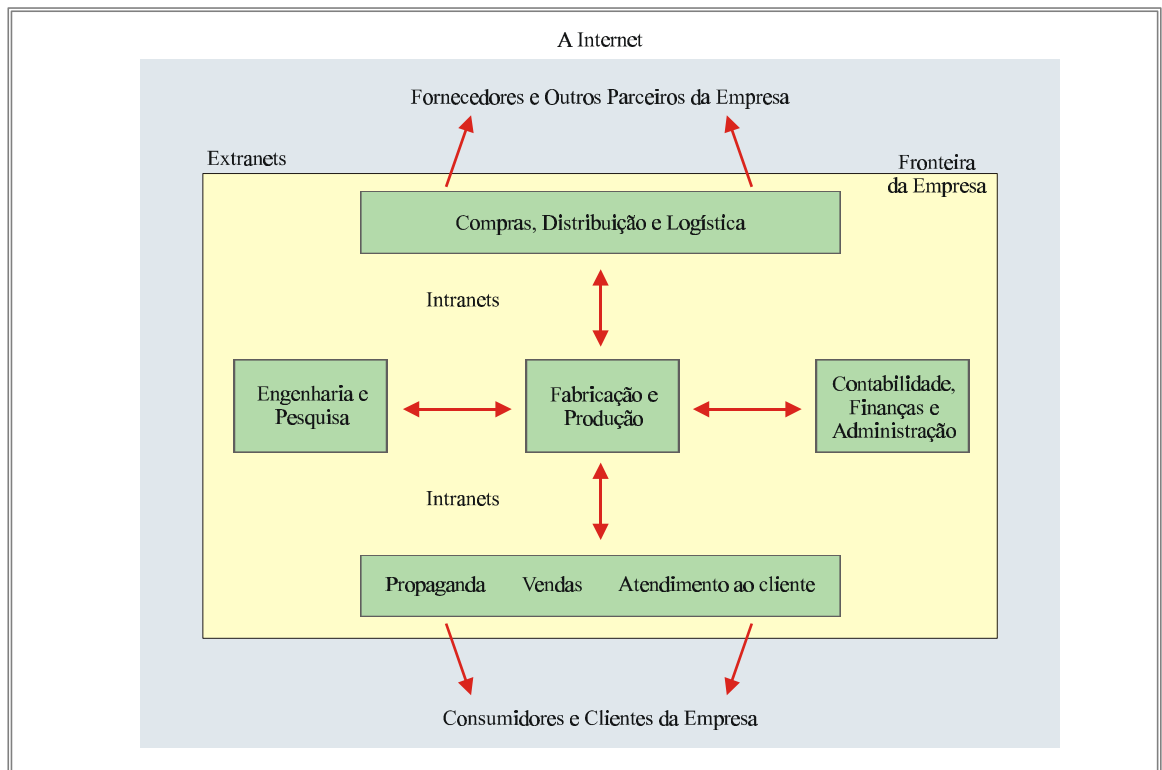 A Internet
Fornecedores e Outros Parceiros da Empresa
Extranets
Fronteira
da Empresa
Compras, Distribuição e Logística
Intranets
Engenharia e
Pesquisa
Fabricação e
Produção
Contabilidade,
Finanças e
Administração
Intranets
Propaganda Vendas Atendimento ao cliente
Consumidores e Clientes da Empresa